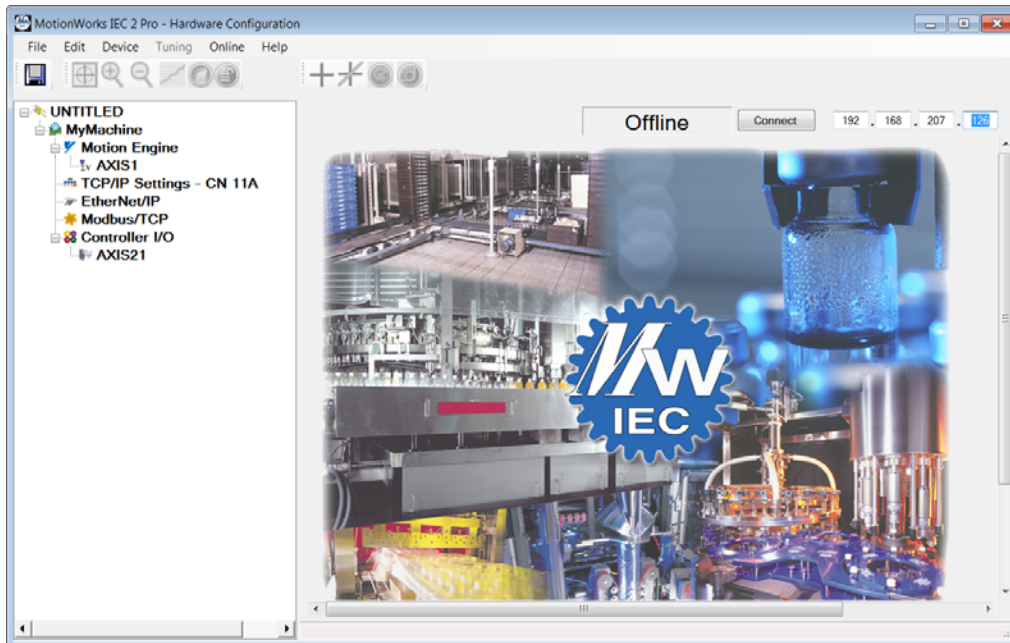 MotionWorks IEC 2 Pro - Hardware Configuration
File Edit Device Tuning Online Help
UNTITLED
MyMachine
Motion Engine
AXIS1
TCP/IP Settings - CN 11A
EtherNet/IP
Modbus/TCP
Controller I/O
AXIS21
Offline Connect 192 . 168 . 207 . 126
MW
IEC